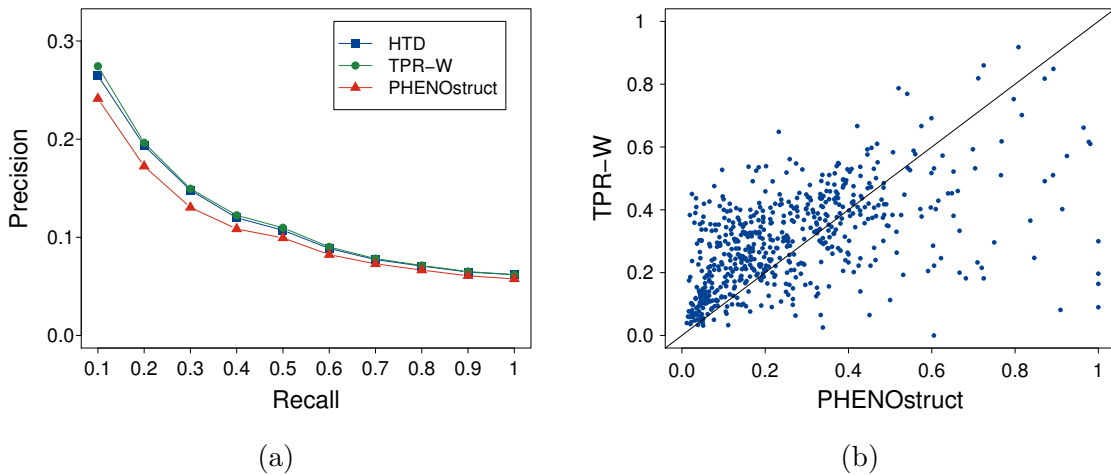 0.3
0.2
0.1
0.0
Precision
HTD
TPR−W
PHENOstruct
0.1 0.2 0.3 0.4 0.5 0.6 0.7 0.8 0.9 1
Recall
(a)
1
0.8
0.6
0.4
0.2
0.0
TPR−W
0.0 0.2 0.4 0.6 0.8 1
PHENOstruct
(b)